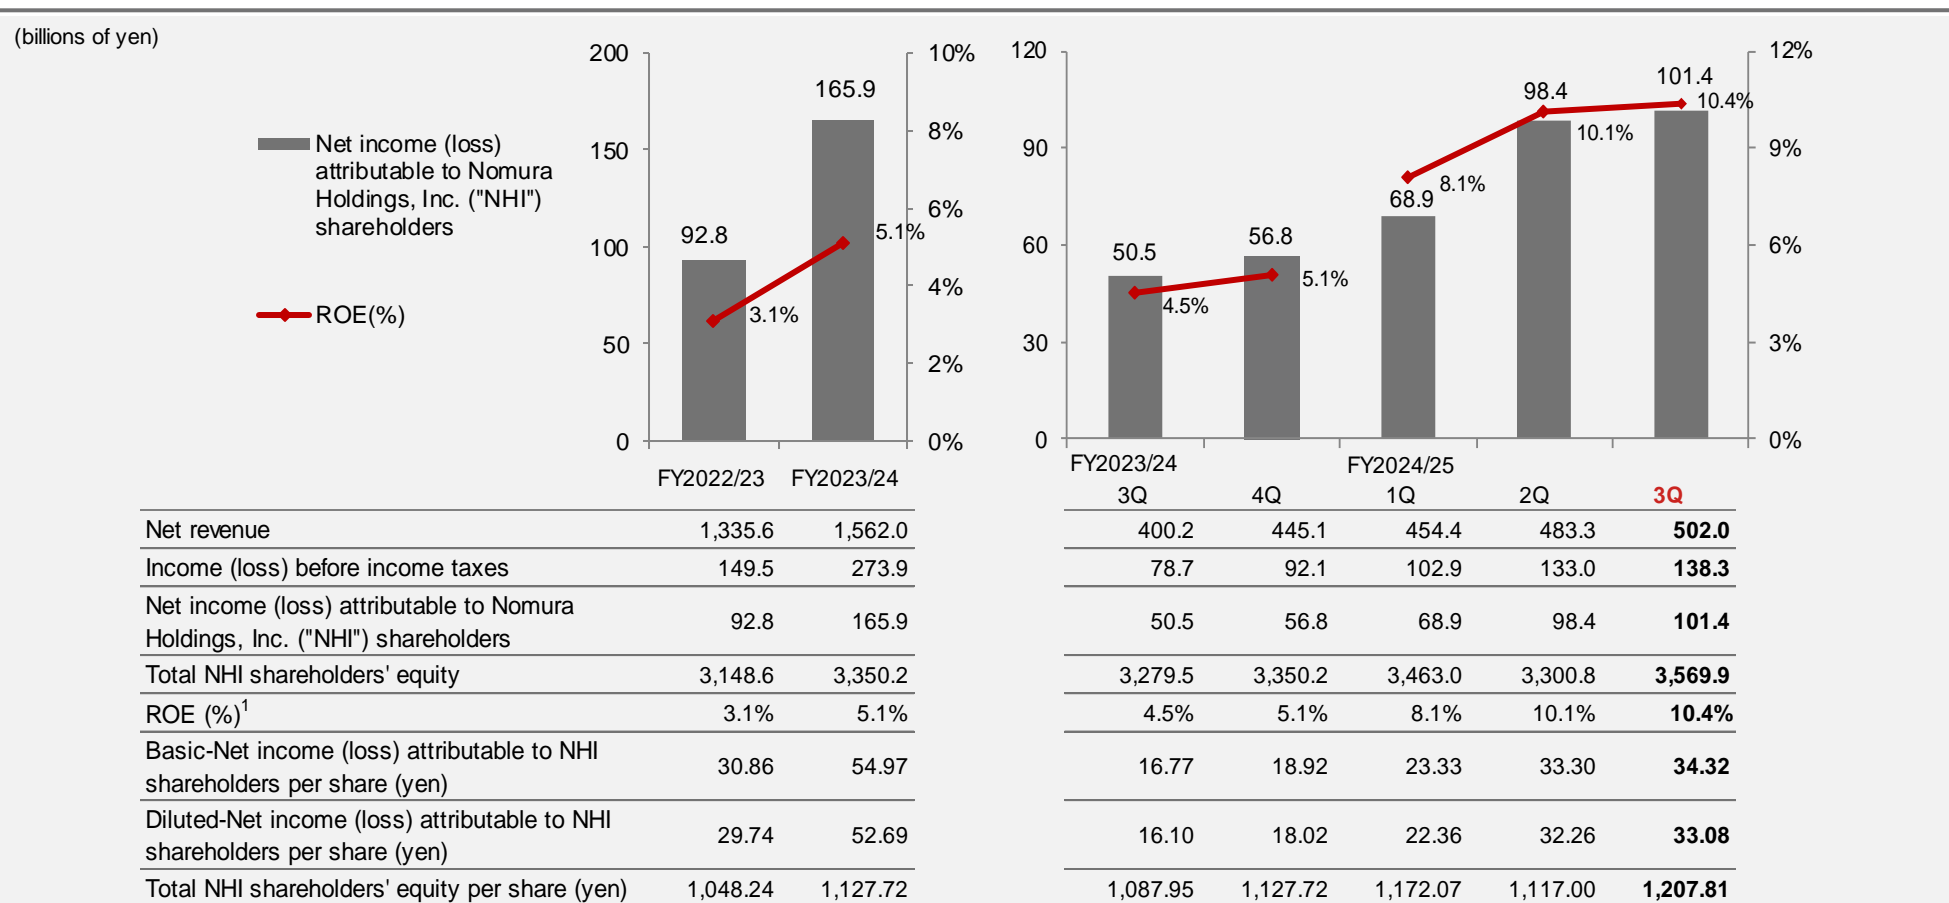 (billions of yen)
Net income (loss)
attributable to Nomura
Holdings, Inc. ("NHI")
shareholders
ROE(%)
200
150
100
50
0
10%
8%
6%
4%
2%
0%
92.8
165.9
3.1%
5.1%
FY2022/23 FY2023/24
120
90
60
30
0
12%
9%
6%
3%
0%
50.5
56.8
68.9
98.4
101.4
4.5%
5.1%
8.1%
10.1%
10.4%
FY2023/24 FY2024/25
3Q 4Q 1Q 2Q 3Q
Net revenue 1,335.6 1,562.0 400.2 445.1 454.4 483.3 502.0
Income (loss) before income taxes 149.5 273.9 78.7 92.1 102.9 133.0 138.3
Net income (loss) attributable to Nomura
Holdings, Inc. ("NHI") shareholders 92.8 165.9 50.5 56.8 68.9 98.4 101.4
Total NHI shareholders' equity 3,148.6 3,350.2 3,279.5 3,350.2 3,463.0 3,300.8 3,569.9
ROE (%)1 3.1% 5.1% 4.5% 5.1% 8.1% 10.1% 10.4%
Basic-Net income (loss) attributable to NHI
shareholders per share (yen) 30.86 54.97 16.77 18.92 23.33 33.30 34.32
Diluted-Net income (loss) attributable to NHI
shareholders per share (yen) 29.74 52.69 16.10 18.02 22.36 32.26 33.08
Total NHI shareholders' equity per share (yen) 1,048.24 1,127.72 1,087.95 1,127.72 1,172.07 1,117.00 1,207.81